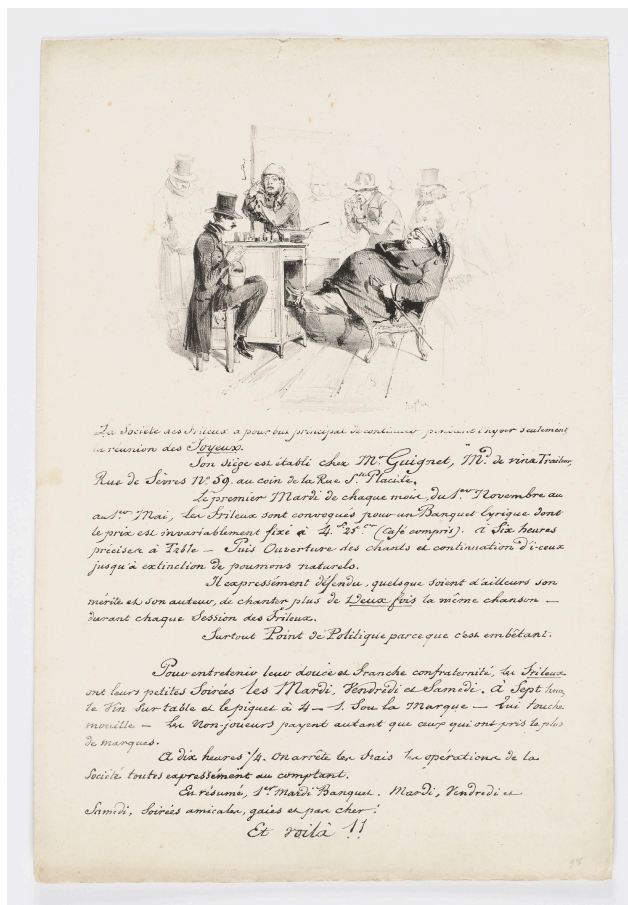 La Société des Frileux a pour but principal de continuer pendant l'hyver seulement
la réunion des Joyeux.
Son siège est établi chez Mr Guignet, Md de vins Traiteur,
Rue de Sèvres No 59. au coin de la Rue Ste Placide.
Le premier Mardi de chaque mois, du 1er Novembre au
au 1er Mai, les Frileux sont convoqués pour un Banquet lyrique dont
le prix est invariablement fixé à 4.f 25.c (Café compris). à Six heures
précises à Table – Puis Ouverture des chants et continuation d'i-ceux
jusqu'à extinction de poumons naturels.
Il expressément défendu, quelsque soient d'ailleurs son
mérite et son auteur, de chanter plus de Deux fois la même chanson –
durant chaque Session des Frileux.
Surtout Point de Politique parce que c'est embêtant.
Pour entretenir leur douce et franche confraternité, les Frileux
ont leurs petites Soirées les Mardi, Vendredi et Samedi. À Sept heures
le Vin sur table et le piquet à 4 – 1. Sou la Marque – Qui touche
mouille – Les Non-joueurs payent autant que ceux qui ont pris le plus
de marques.
A dix heures 1/4. On arrête les frais les opérations de la
Société toutes expressément au comptant.
En résumé, 1er Mardi Banquet. Mardi, Vendredi et
Samedi, Soirées amicales, gaies et pas cher!
Et voilà !!